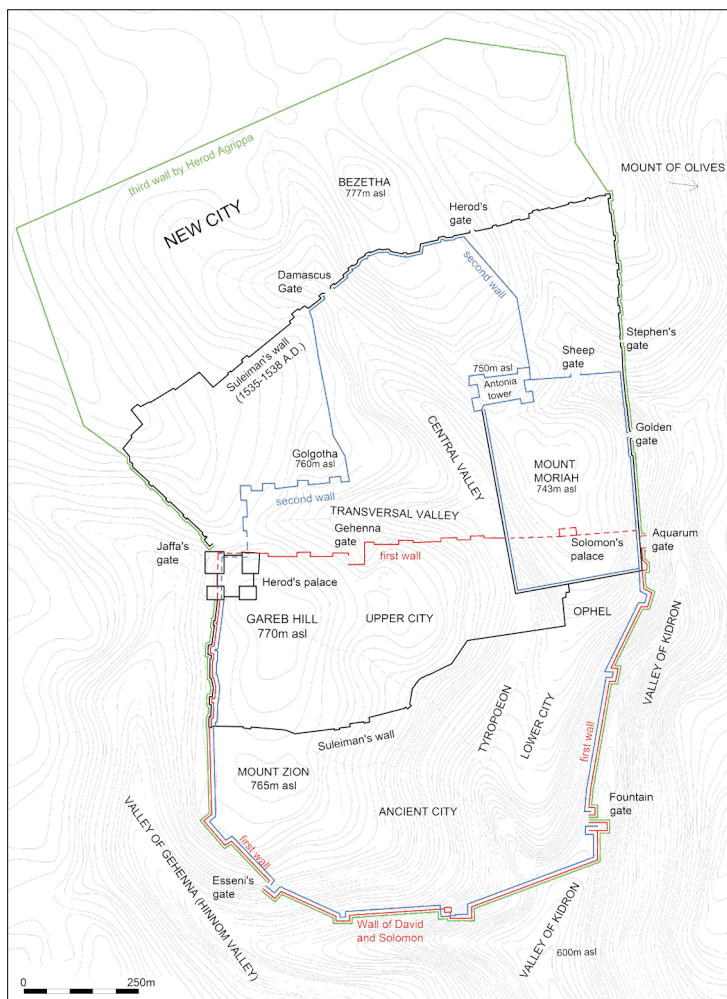 third wall by Herod Agrippa
MOUNT OF OLIVES
BEZETHA
777m asl
NEW CITY
Herod's
gate
Damascus
Gate
second wall
Stephen's
gate
Suleiman's wall
(1535-1538 A.D.)
Sheep
gate
750m asl
Antonia
tower
Golden
gate
CENTRAL VALLEY
Golgotha
760m asl
MOUNT
MORIAH
743m asl
second wall
TRANSVERSAL VALLEY
Gehenna
gate
Jaffa's
gate
first wall
Solomon's
palace
Aquarum
gate
Herod's palace
GAREB HILL
770m asl
UPPER CITY
OPHEL
VALLEY OF KIDRON
TYROPOEON
LOWER CITY
Suleiman's wall
first wall
MOUNT ZION
765m asl
ANCIENT CITY
Fountain
gate
VALLEY OF GEHENNA (HINNOM VALLEY)
first wall
Esseni's
gate
Wall of David
and Solomon
VALLEY OF KIDRON
600m asl
0
250m